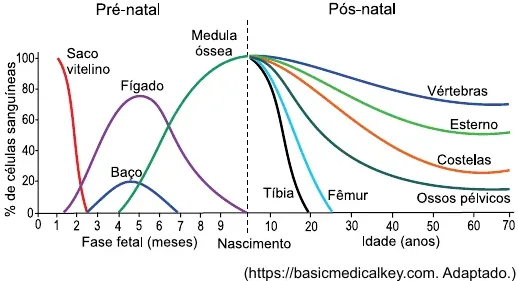 Pré-natal
Pós-natal
% de células sanguíneas
100
80
60
40
20
0
Saco
vitelino
Fígado
Baço
Medula
óssea
Vértebras
Esterno
Costelas
Ossos pélvicos
Tíbia
Fêmur
0 1 2 3 4 5 6 7 8 9
10 20 30 40 50 60 70
Fase fetal (meses)
Nascimento
Idade (anos)
(https://basicmedicalkey.com. Adaptado.)